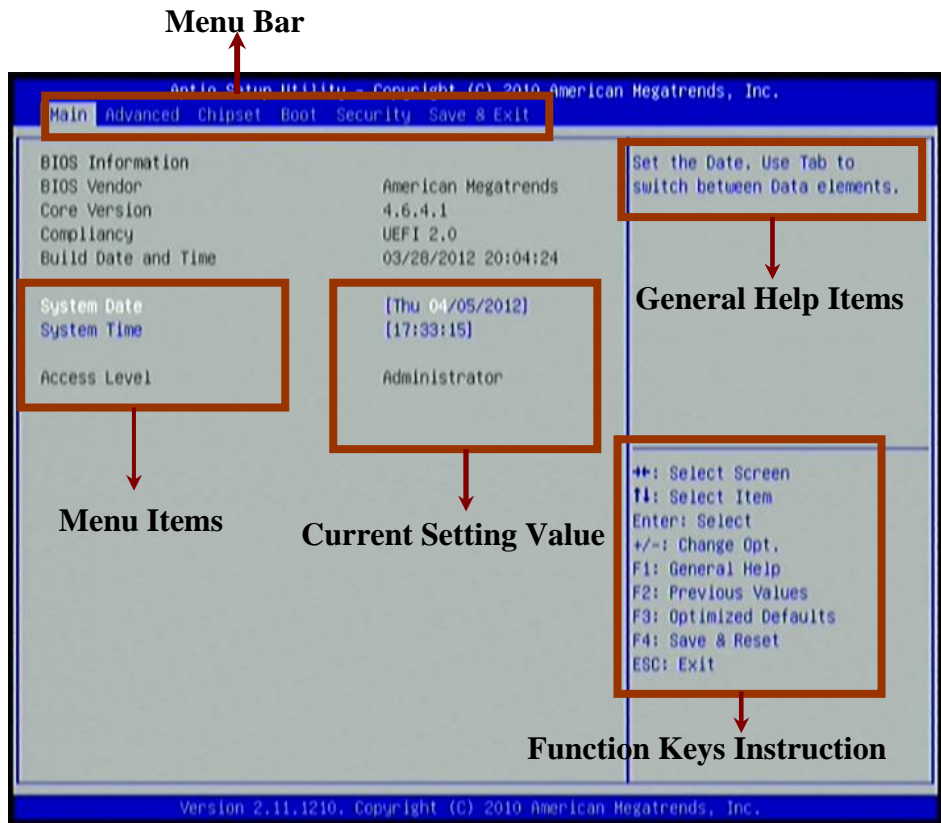 Menu Bar
Aptio Setup Utility - Copyright (C) 2010 American Megatrends, Inc.
Main Advanced Chipset Boot Security Save & Exit
BIOS Information
BIOS Vendor American Megatrends
Core Version 4.6.4.1
Compliancy UEFI 2.0
Build Date and Time 03/28/2012 20:04:24
System Date [Thu 04/05/2012]
System Time [17:33:15]
Access Level Administrator
Set the Date. Use Tab to
switch between Data elements.
General Help Items
Menu Items
Current Setting Value
→←: Select Screen
↑↓: Select Item
Enter: Select
+/-: Change Opt.
F1: General Help
F2: Previous Values
F3: Optimized Defaults
F4: Save & Reset
ESC: Exit
Function Keys Instruction
Version 2.11.1210. Copyright (C) 2010 American Megatrends, Inc.